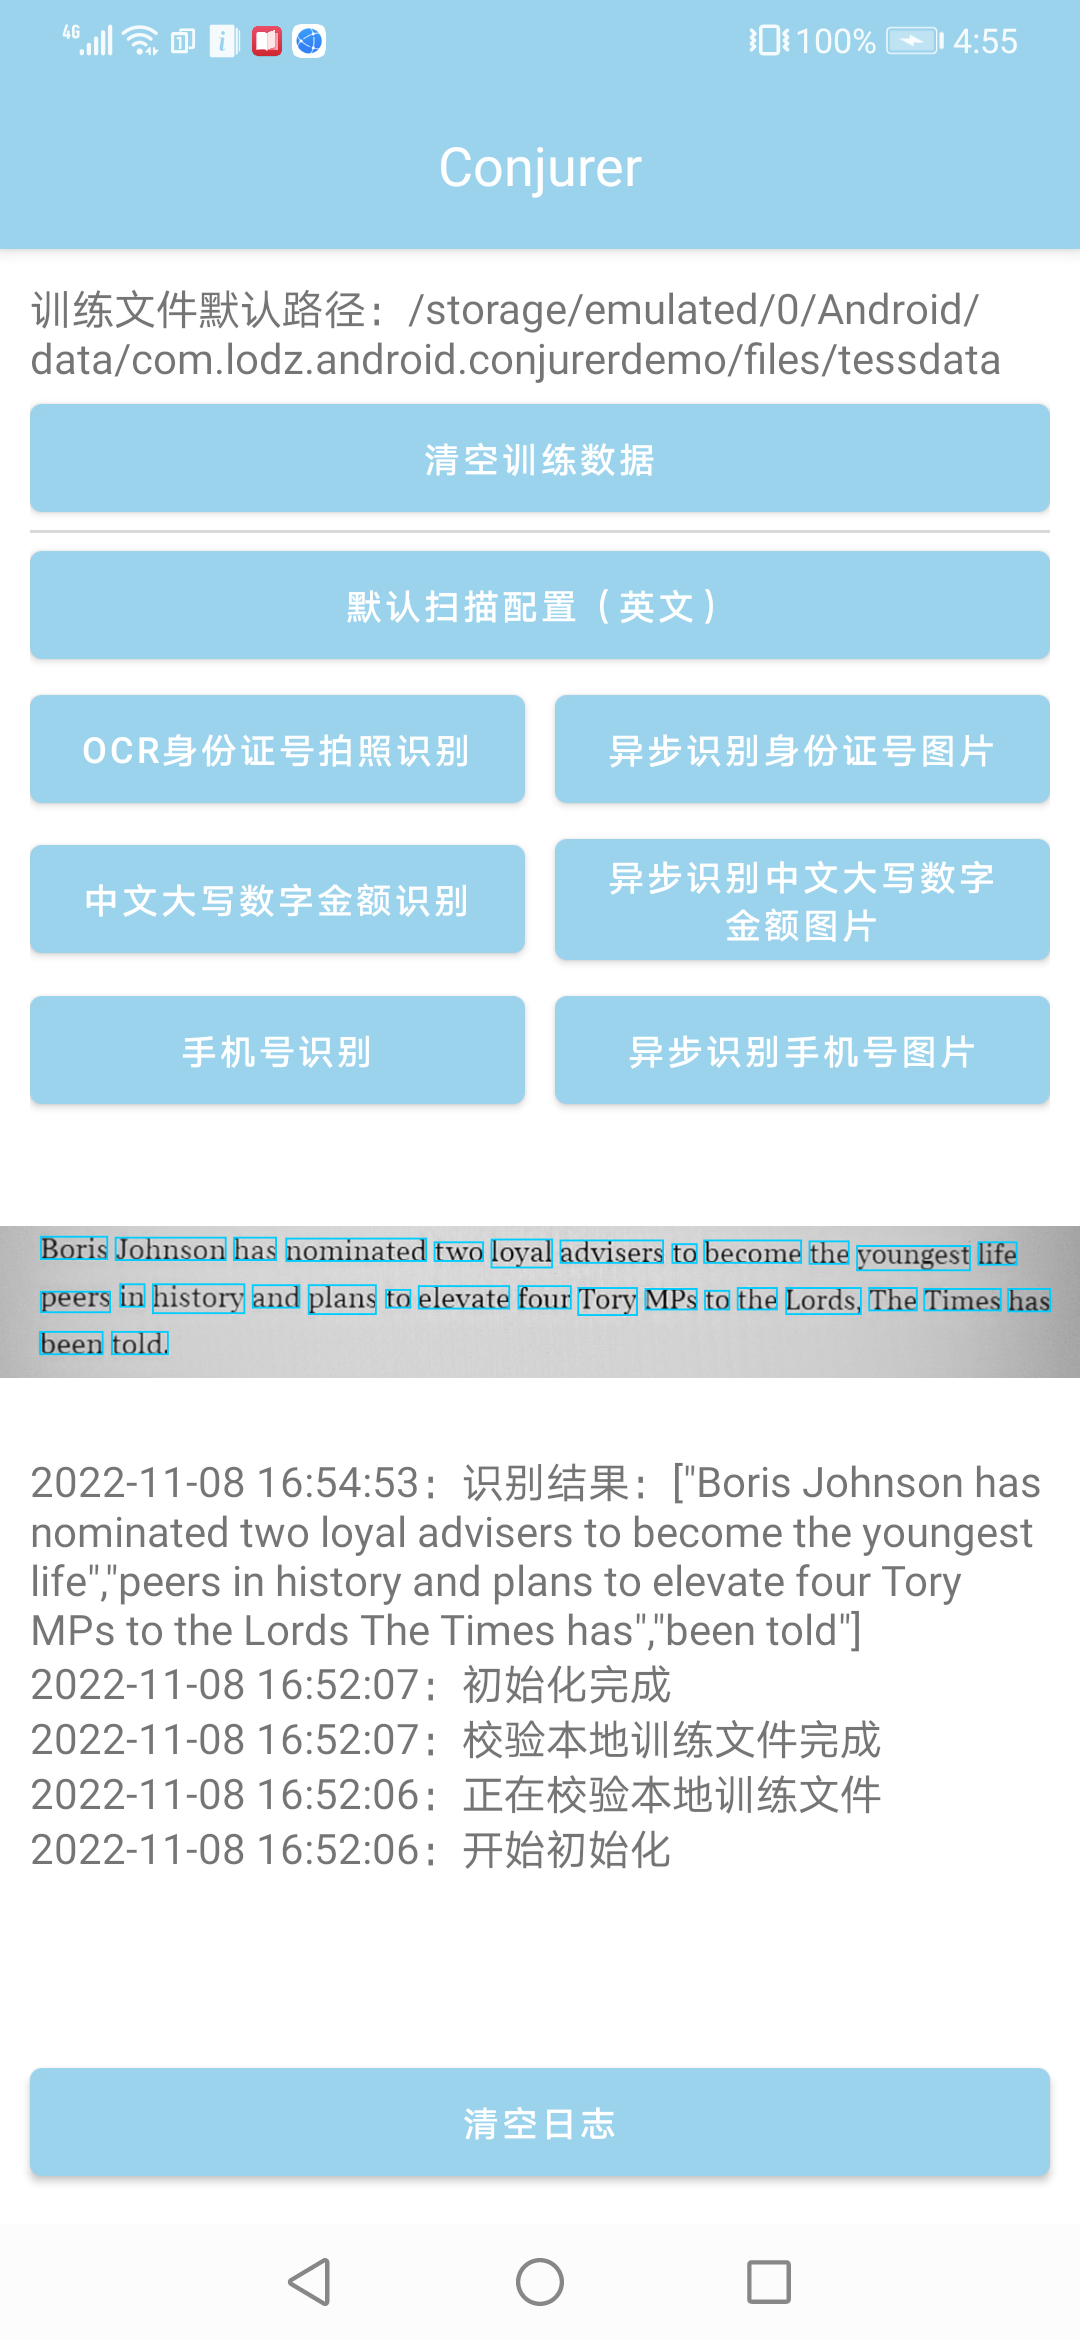 4G 100% 4:55
Conjurer
训练文件默认路径：/storage/emulated/0/Android/
data/com.lodz.android.conjurerdemo/files/tessdata
清空训练数据
默认扫描配置（英文）
OCR身份证号拍照识别
异步识别身份证号图片
中文大写数字金额识别
异步识别中文大写数字
金额图片
手机号识别
异步识别手机号图片
Boris Johnson has nominated two loyal advisers to become the youngest life
peers in history and plans to elevate four Tory MPs to the Lords, The Times has
been told.
2022-11-08 16:54:53：识别结果：["Boris Johnson has
nominated two loyal advisers to become the youngest
life","peers in history and plans to elevate four Tory
MPs to the Lords The Times has","been told"]
2022-11-08 16:52:07：初始化完成
2022-11-08 16:52:07：校验本地训练文件完成
2022-11-08 16:52:06：正在校验本地训练文件
2022-11-08 16:52:06：开始初始化
清空日志